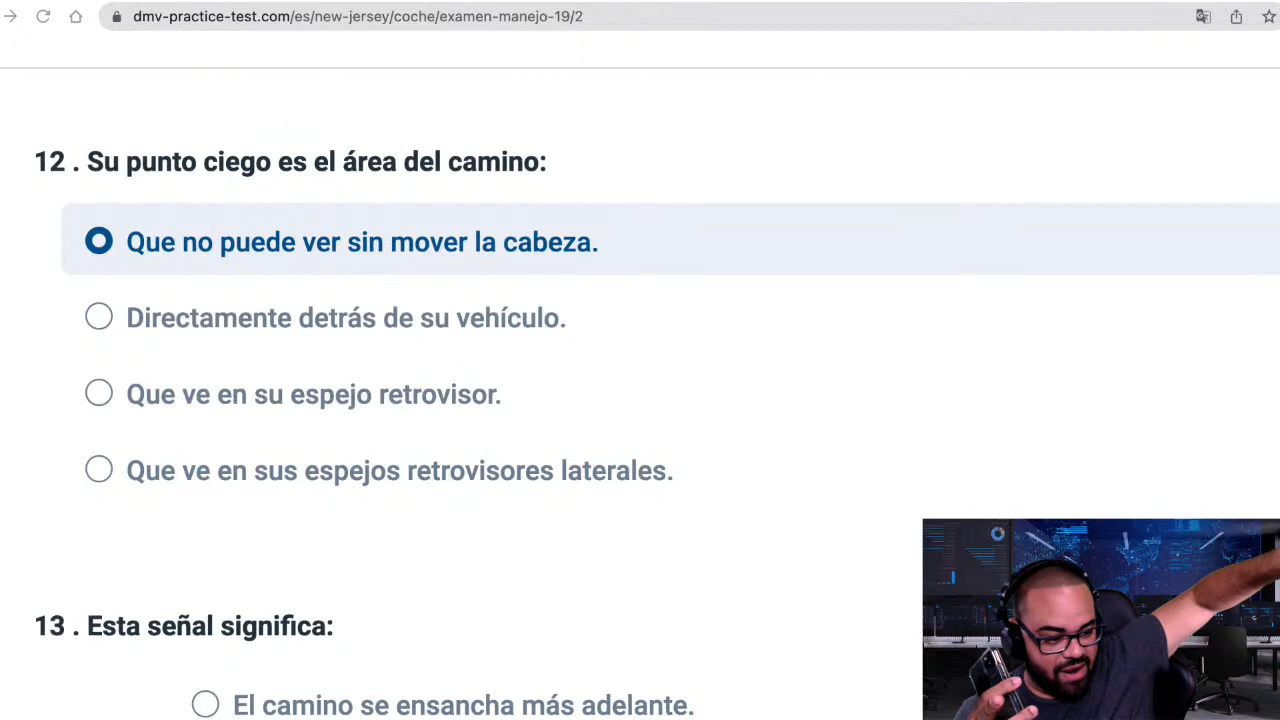 dmv-practice-test.com/es/new-jersey/coche/examen-manejo-19/2
12 . Su punto ciego es el área del camino:
Que no puede ver sin mover la cabeza.
Directamente detrás de su vehículo.
Que ve en su espejo retrovisor.
Que ve en sus espejos retrovisores laterales.
13 . Esta señal significa:
El camino se ensancha más adelante.